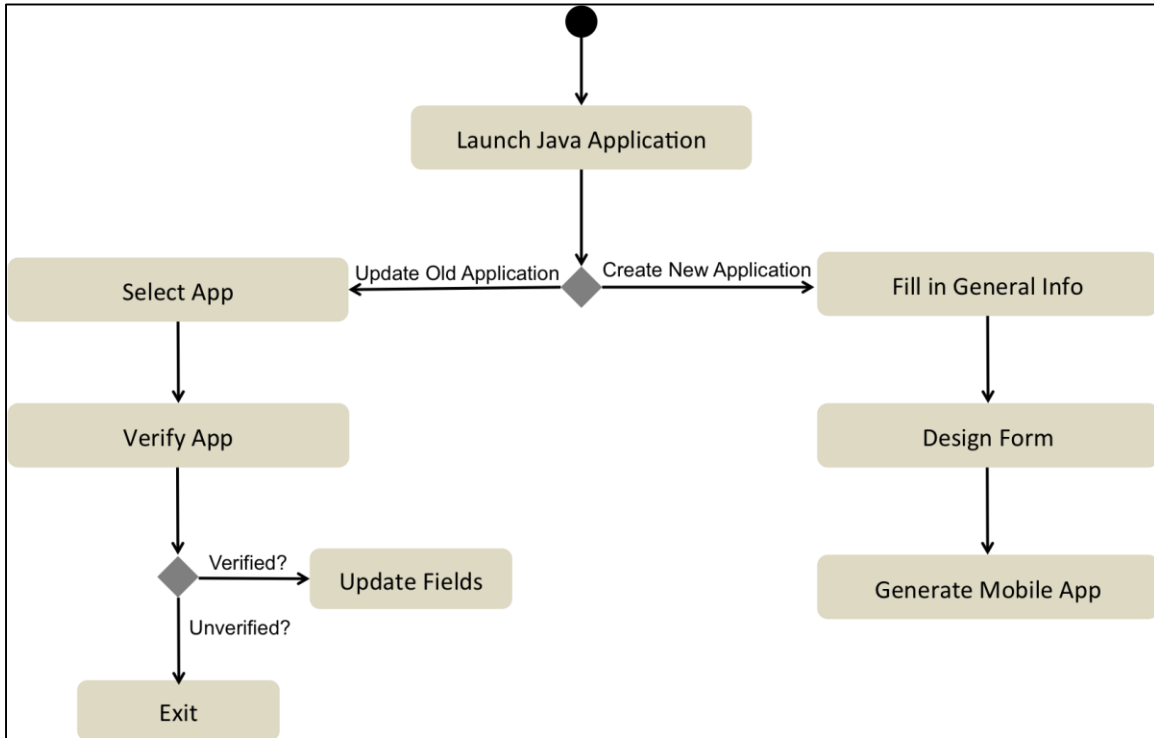 Launch Java Application
Update Old Application
Create New Application
Select App
Fill in General Info
Verify App
Design Form
Verified?
Update Fields
Generate Mobile App
Unverified?
Exit